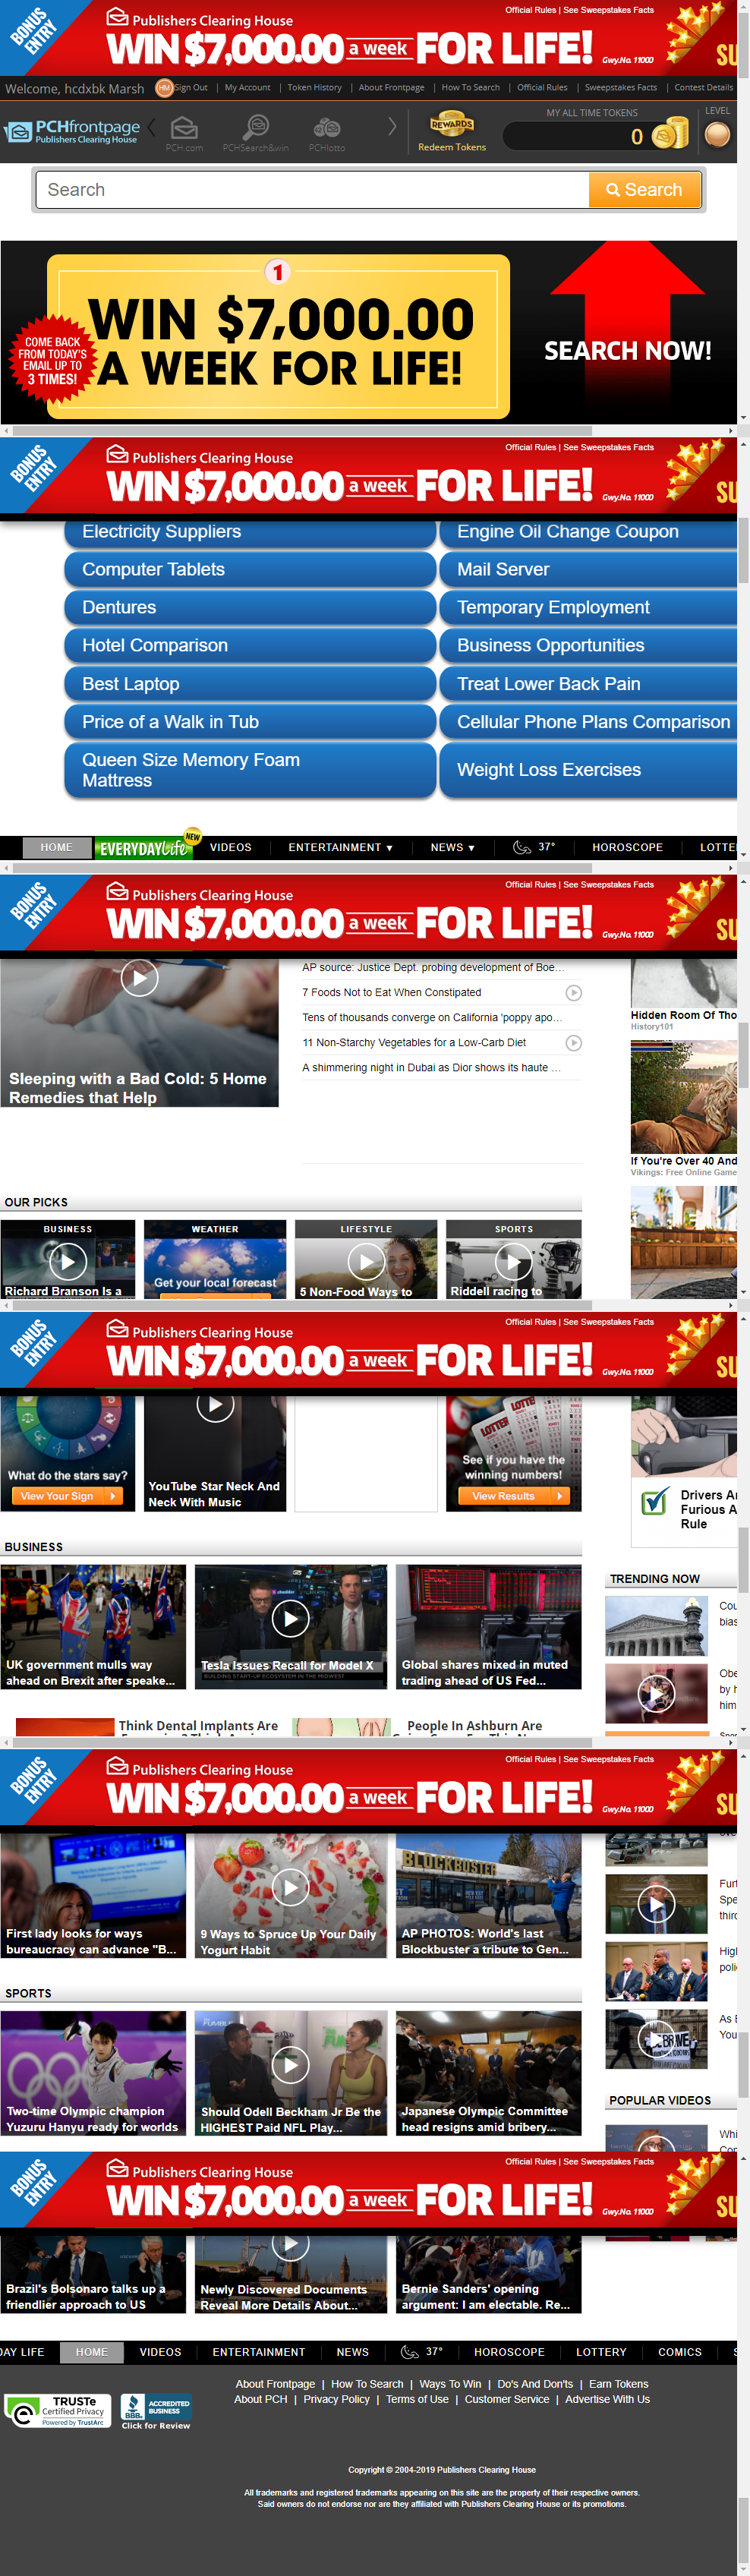 BONUS ENTRY
Publishers Clearing House
Official Rules | See Sweepstakes Facts
WIN $7,000.00 a week FOR LIFE!
Gwy.No. 11000
SU
Welcome, hcdxbk Marsh
HM
Sign Out | My Account | Token History | About Frontpage | How To Search | Official Rules | Sweepstakes Facts | Contest Details
PCHfrontpage
Publishers Clearing House
PCH.com
PCHSearch&win
PCHlotto
REWARDS
Redeem Tokens
MY ALL TIME TOKENS
0
LEVEL
Search
Search
1
WIN $7,000.00
A WEEK FOR LIFE!
COME BACK
FROM TODAY'S
EMAIL UP TO
3 TIMES!
SEARCH NOW!
BONUS ENTRY
Publishers Clearing House
Official Rules | See Sweepstakes Facts
WIN $7,000.00 a week FOR LIFE!
Gwy.No. 11000
SU
Electricity Suppliers
Engine Oil Change Coupon
Computer Tablets
Mail Server
Dentures
Temporary Employment
Hotel Comparison
Business Opportunities
Best Laptop
Treat Lower Back Pain
Price of a Walk in Tub
Cellular Phone Plans Comparison
Queen Size Memory Foam
Mattress
Weight Loss Exercises
HOME
EVERYDAY Life
NEW
VIDEOS
ENTERTAINMENT
NEWS
37°
HOROSCOPE
LOTTE
BONUS ENTRY
Publishers Clearing House
Official Rules | See Sweepstakes Facts
WIN $7,000.00 a week FOR LIFE!
Gwy.No. 11000
SU
Sleeping with a Bad Cold: 5 Home
Remedies that Help
AP source: Justice Dept. probing development of Boe...
7 Foods Not to Eat When Constipated
Tens of thousands converge on California 'poppy apo...
11 Non-Starchy Vegetables for a Low-Carb Diet
A shimmering night in Dubai as Dior shows its haute ...
Hidden Room Of Tho
History101
If You're Over 40 And
Vikings: Free Online Game
OUR PICKS
BUSINESS
Richard Branson Is a
WEATHER
Get your local forecast
LIFESTYLE
5 Non-Food Ways to
SPORTS
Riddell racing to
BONUS ENTRY
Publishers Clearing House
Official Rules | See Sweepstakes Facts
WIN $7,000.00 a week FOR LIFE!
Gwy.No. 11000
SU
What do the stars say?
View Your Sign
YouTube Star Neck And
Neck With Music
LOTTO
LOTTE
See if you have the
winning numbers!
View Results
Drivers A
Furious A
Rule
BUSINESS
UK government mulls way
ahead on Brexit after speake...
Tesla Issues Recall for Model X
BUILDING START-UP ECOSYSTEM IN THE MIDWEST
Global shares mixed in muted
trading ahead of US Fed...
TRENDING NOW
Cou
bias
Obe
by h
him
Think Dental Implants Are
People In Ashburn Are
BONUS ENTRY
Publishers Clearing House
Official Rules | See Sweepstakes Facts
WIN $7,000.00 a week FOR LIFE!
Gwy.No. 11000
SU
First lady looks for ways
bureaucracy can advance "B...
9 Ways to Spruce Up Your Daily
Yogurt Habit
BLOCKBUSTER
AP PHOTOS: World's last
Blockbuster a tribute to Gen...
Furt
Spe
thirc
High
poli
As B
You
SPORTS
Two-time Olympic champion
Yuzuru Hanyu ready for worlds
Should Odell Beckham Jr Be the
HIGHEST Paid NFL Play...
Japanese Olympic Committee
head resigns amid bribery...
POPULAR VIDEOS
Whi
Con
BONUS ENTRY
Publishers Clearing House
Official Rules | See Sweepstakes Facts
WIN $7,000.00 a week FOR LIFE!
Gwy.No. 11000
SU
Brazil's Bolsonaro talks up a
friendlier approach to US
Newly Discovered Documents
Reveal More Details About...
Bernie Sanders' opening
argument: I am electable. Re...
DAY LIFE
HOME
VIDEOS
ENTERTAINMENT
NEWS
37°
HOROSCOPE
LOTTERY
COMICS
S
About Frontpage | How To Search | Ways To Win | Do's And Don'ts | Earn Tokens
About PCH | Privacy Policy | Terms of Use | Customer Service | Advertise With Us
TRUSTe
Certified Privacy
Powered by TrustArc
BBB
ACCREDITED
BUSINESS
Click for Review
Copyright © 2004-2019 Publishers Clearing House
All trademarks and registered trademarks appearing on this site are the property of their respective owners.
Said owners do not endorse nor are they affiliated with Publishers Clearing House or its promotions.